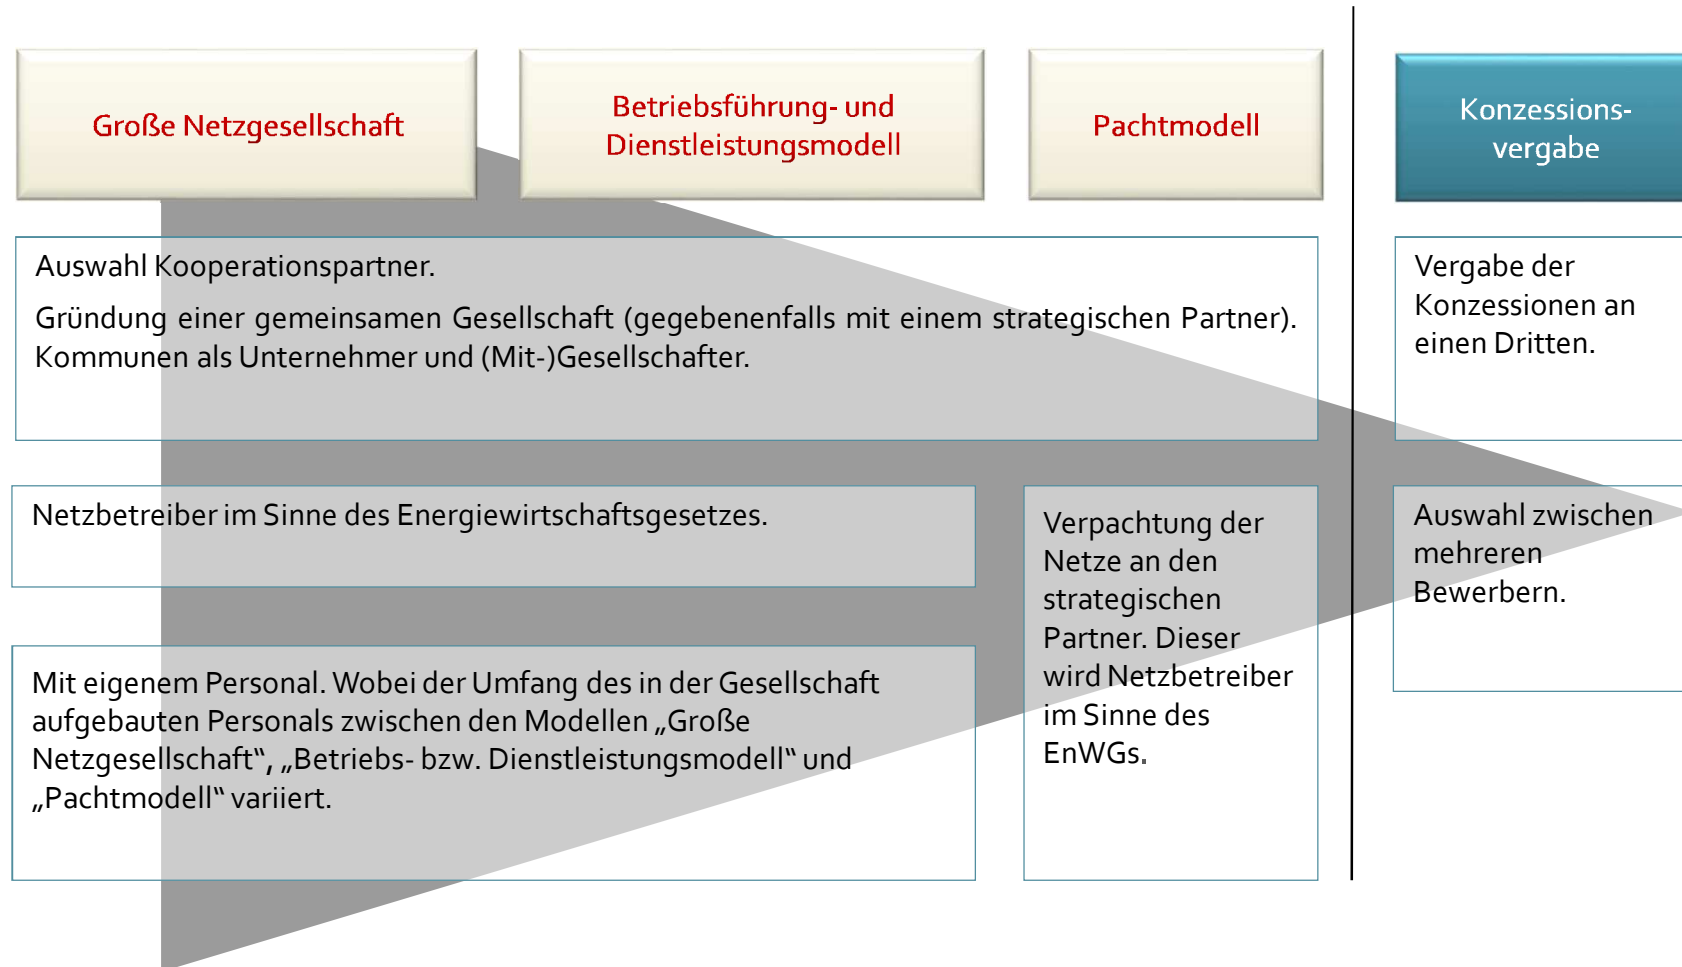 Große Netzgesellschaft
Betriebsführung- und
Dienstleistungsmodell
Pachtmodell
Konzessions-
vergabe
Auswahl Kooperationspartner.
Gründung einer gemeinsamen Gesellschaft (gegebenenfalls mit einem strategischen Partner).
Kommunen als Unternehmer und (Mit-)Gesellschafter.
Vergabe der
Konzessionen an
einen Dritten.
Netzbetreiber im Sinne des Energiewirtschaftsgesetzes.
Mit eigenem Personal. Wobei der Umfang des in der Gesellschaft
aufgebauten Personals zwischen den Modellen „Große
Netzgesellschaft“, „Betriebs- bzw. Dienstleistungsmodell“ und
„Pachtmodell“ variiert.
Verpachtung der
Netze an den
strategischen
Partner. Dieser
wird Netzbetreiber
im Sinne des
EnWGs.
Auswahl zwischen
mehreren
Bewerbern.